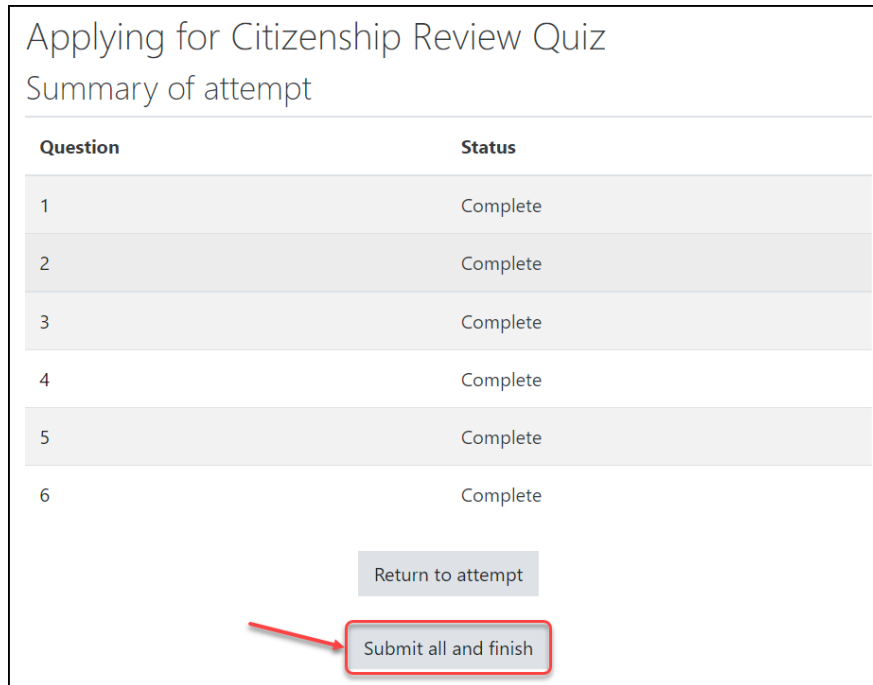 Applying for Citizenship Review Quiz
Summary of attempt
Question Status
1 Complete
2 Complete
3 Complete
4 Complete
5 Complete
6 Complete
Return to attempt
Submit all and finish